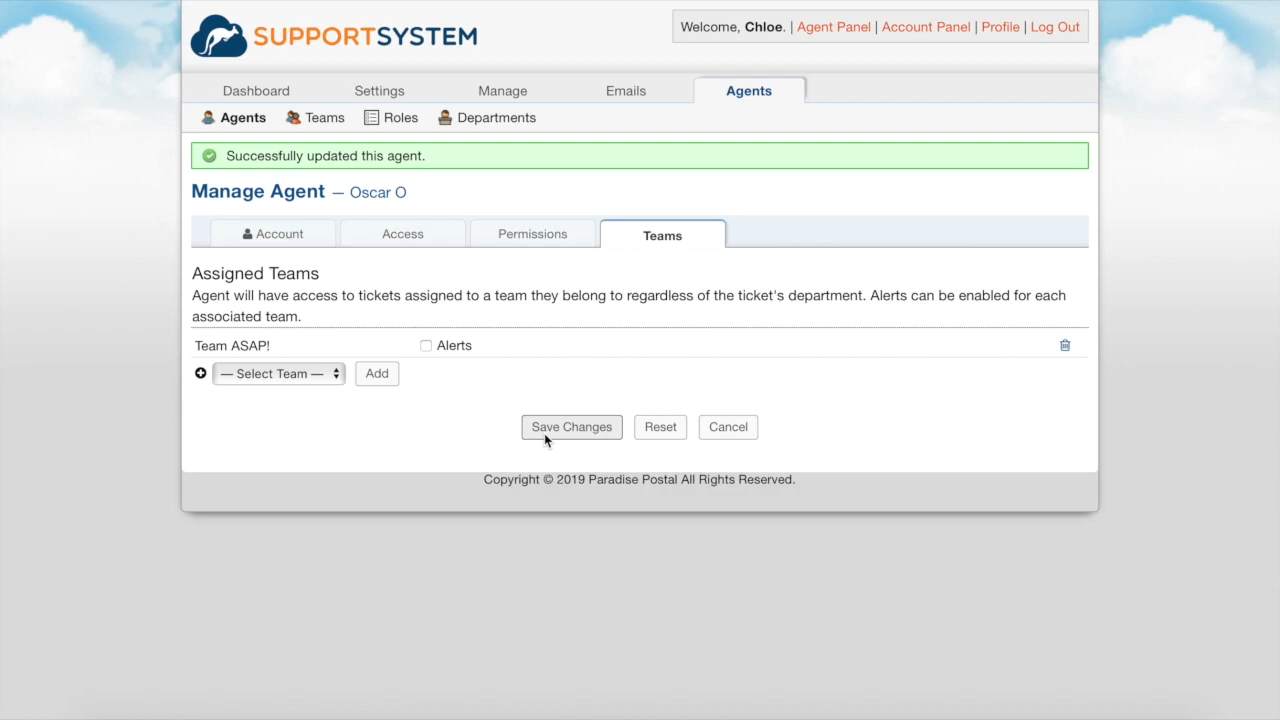 SUPPORTSYSTEM
Welcome, Chloe. | Agent Panel | Account Panel | Profile | Log Out
Dashboard Settings Manage Emails Agents
Agents Teams Roles Departments
Successfully updated this agent.
Manage Agent — Oscar O
Account Access Permissions Teams
Assigned Teams
Agent will have access to tickets assigned to a team they belong to regardless of the ticket's department. Alerts can be enabled for each
associated team.
Team ASAP! Alerts
— Select Team — Add
Save Changes Reset Cancel
Copyright © 2019 Paradise Postal All Rights Reserved.